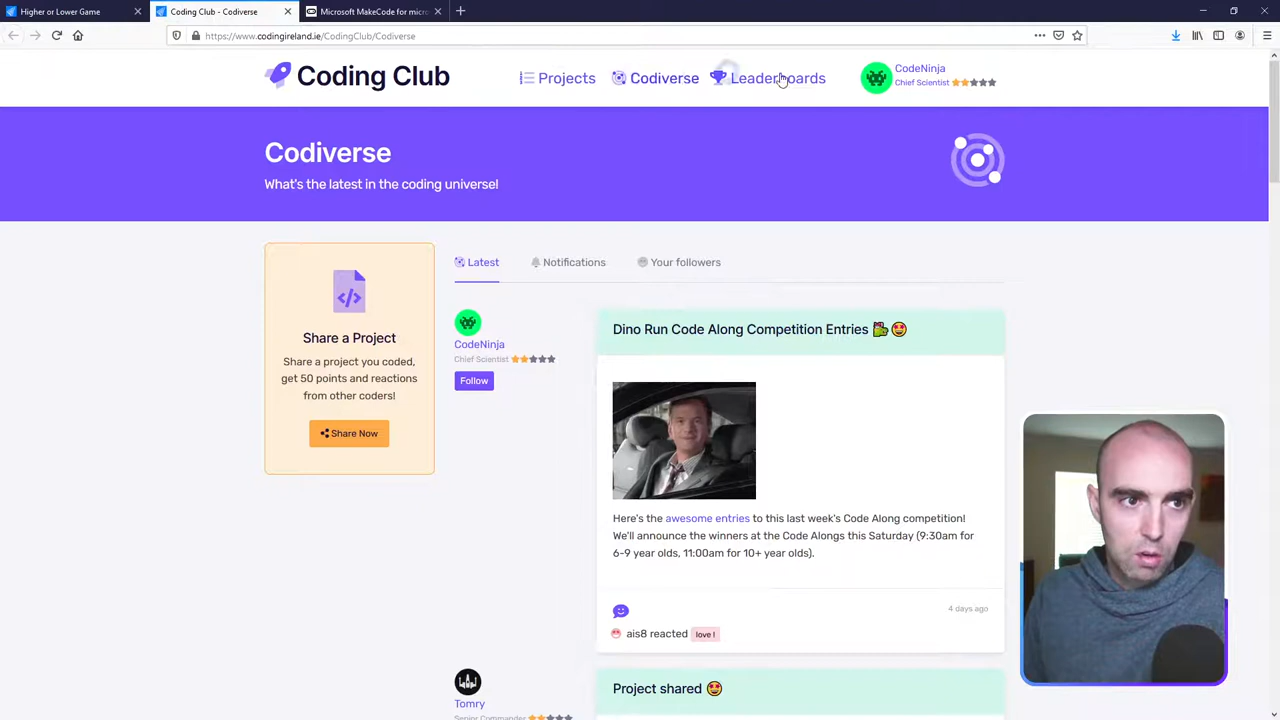 Higher or Lower Game
Coding Club - Codiverse
Microsoft MakeCode for micro
https://www.codingireland.ie/CodingClub/Codiverse
Coding Club
Projects
Codiverse
Leaderboards
CodeNinja
Chief Scientist
Codiverse
What's the latest in the coding universe!
Share a Project
Share a project you coded,
get 50 points and reactions
from other coders!
Share Now
Latest
Notifications
Your followers
CodeNinja
Chief Scientist
Follow
Dino Run Code Along Competition Entries
Here's the awesome entries to this last week's Code Along competition!
We'll announce the winners at the Code Alongs this Saturday (9:30am for
6-9 year olds, 11:00am for 10+ year olds).
4 days ago
ais8 reacted love !
Tomry
Senior Commander
Project shared